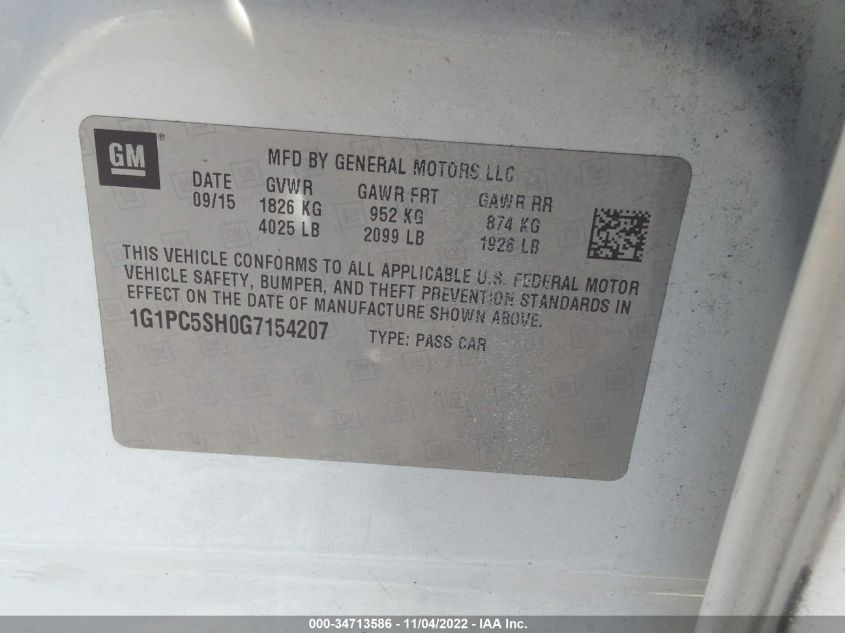 GM ®
MFD BY GENERAL MOTORS LLC
DATE GVWR GAWR FRT GAWR RR
09/15 1826 KG 952 KG 874 KG
4025 LB 2099 LB 1926 LB
THIS VEHICLE CONFORMS TO ALL APPLICABLE U.S. FEDERAL MOTOR
VEHICLE SAFETY, BUMPER, AND THEFT PREVENTION STANDARDS IN
EFFECT ON THE DATE OF MANUFACTURE SHOWN ABOVE.
1G1PC5SH0G7154207 TYPE: PASS CAR
000-34713586 - 11/04/2022 - IAA Inc.